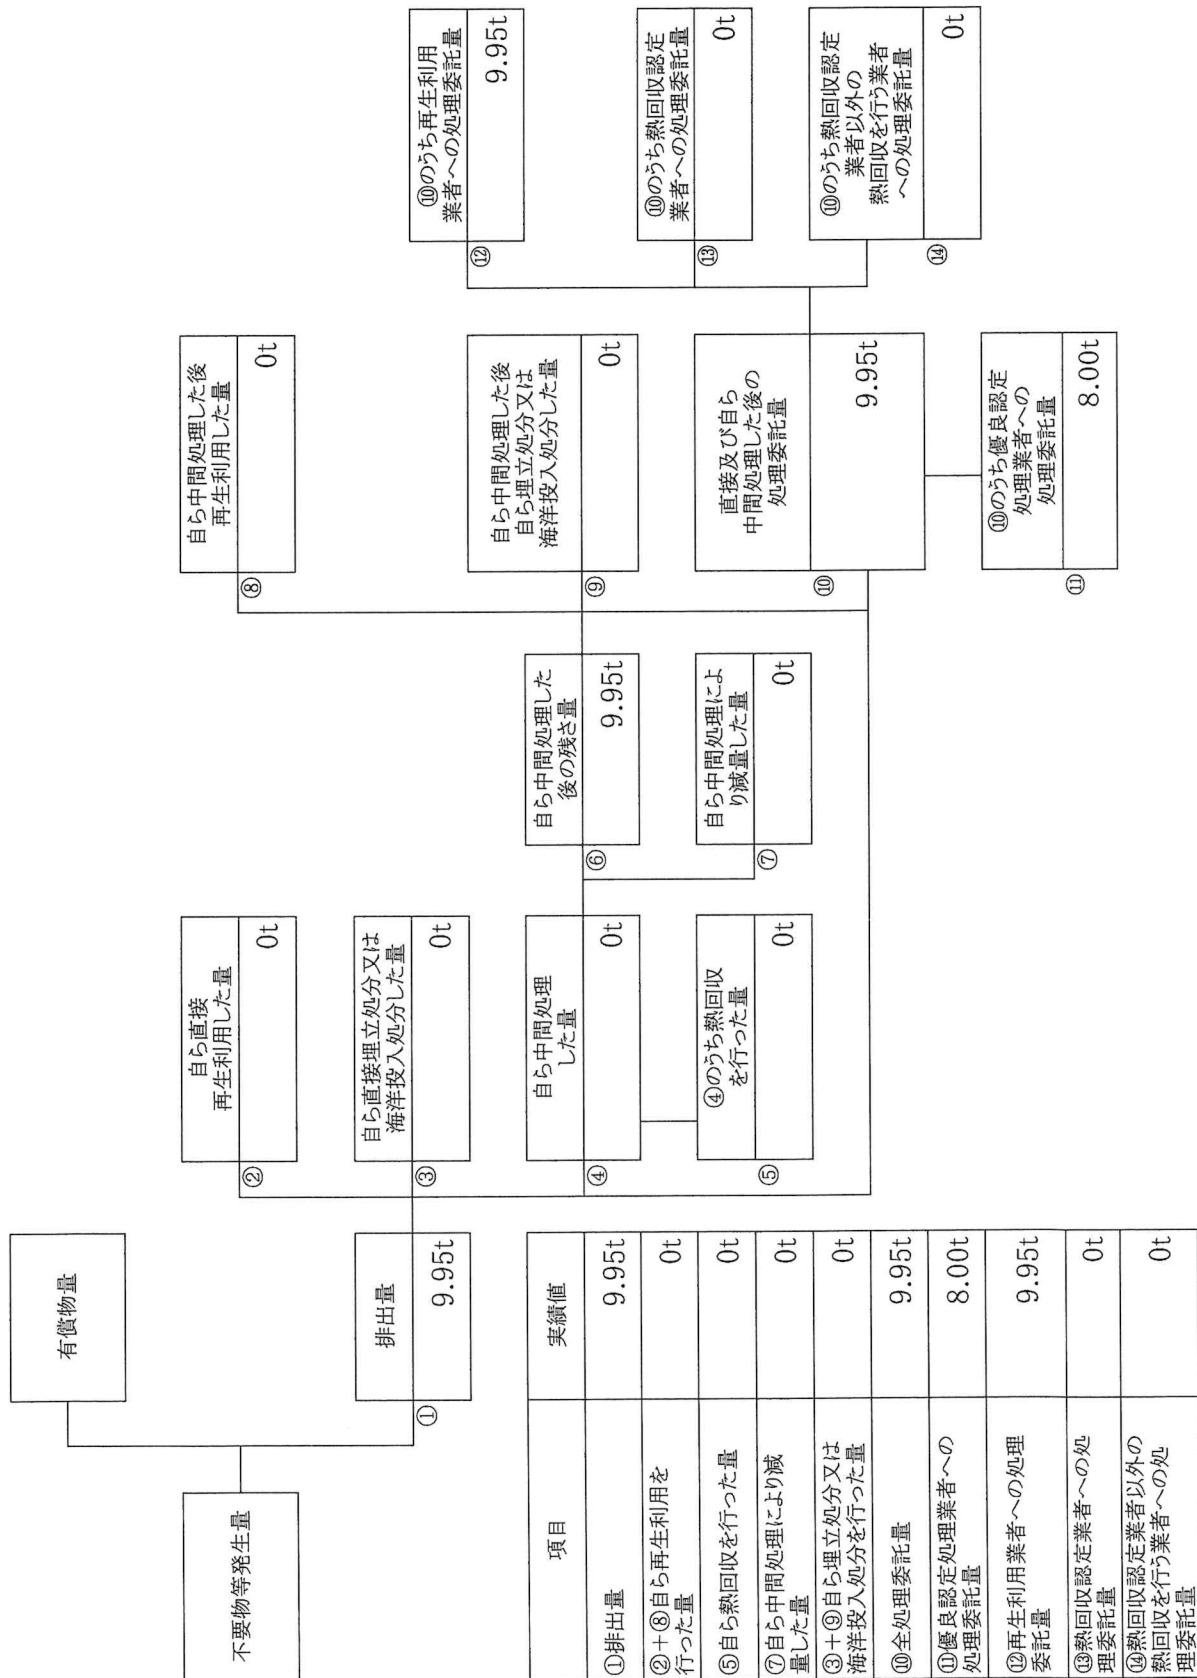 不要物等発生量
有償物量
①
排出量
9.95t
②
自ら直接
再生利用した量
0t
③
自ら直接埋立処分又は
海洋投入処分した量
0t
④
自ら中間処理
した量
0t
⑤
④のうち熱回収
を行った量
0t
⑥
自ら中間処理した
後の残さ量
9.95t
⑦
自ら中間処理によ
り減量した量
0t
⑧
自ら中間処理した後
再生利用した量
0t
⑨
自ら中間処理した後
自ら埋立処分又は
海洋投入処分した量
0t
⑩
直接及び自ら
中間処理した後の
処理委託量
9.95t
⑪
⑩のうち優良認定
処理業者への
処理委託量
8.00t
⑫
⑩のうち再生利用
業者への処理委託量
9.95t
⑬
⑩のうち熱回収認定
業者への処理委託量
0t
⑭
⑩のうち熱回収認定
業者以外の
熱回収を行う業者
への処理委託量
0t
項目
実績値
①排出量
9.95t
②+⑧自ら再生利用を
行った量
0t
⑤自ら熱回収を行った量
0t
⑦自ら中間処理により減
量した量
0t
③+⑨自ら埋立処分又は
海洋投入処分を行った量
0t
⑩全処理委託量
9.95t
⑪優良認定処理業者への
処理委託量
8.00t
⑫再生利用業者への処理
委託量
9.95t
⑬熱回収認定業者への処
理委託量
0t
⑭熱回収認定業者以外の
熱回収を行う業者への処
理委託量
0t